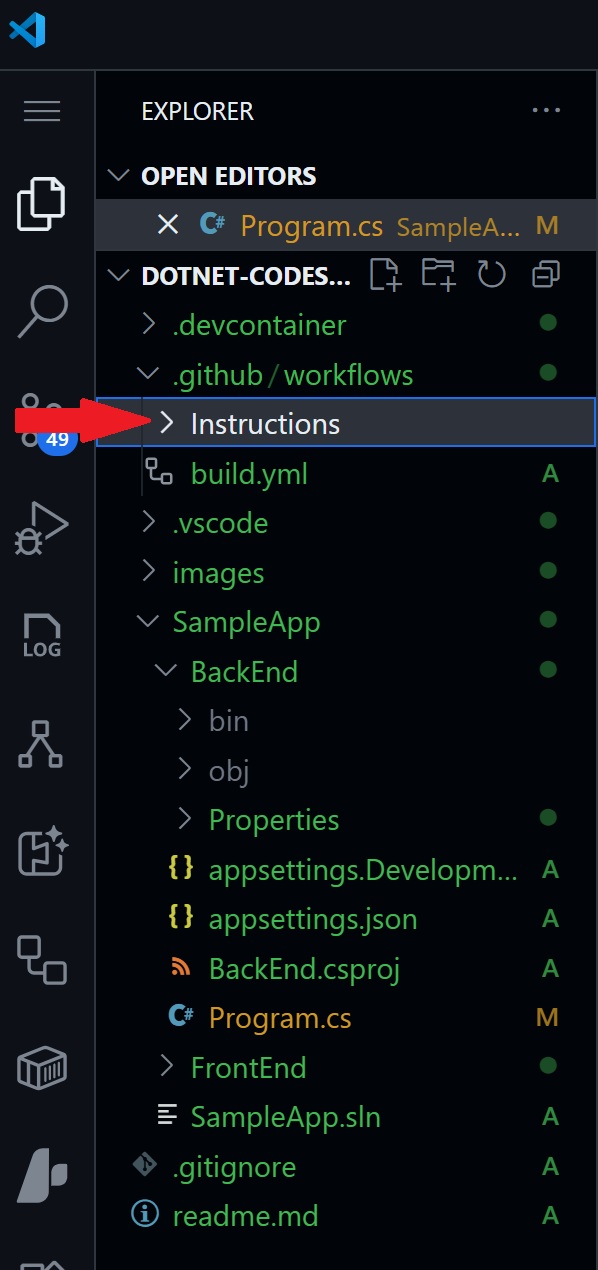 EXPLORER
OPEN EDITORS
C# Program.cs SampleA... M
DOTNET-CODES...
.devcontainer
.github/workflows
Instructions
49
build.yml A
.vscode
images
LOG
SampleApp
BackEnd
bin
obj
Properties
{} appsettings.Developm... A
{} appsettings.json A
BackEnd.csproj A
C# Program.cs M
FrontEnd
SampleApp.sln A
.gitignore A
readme.md A